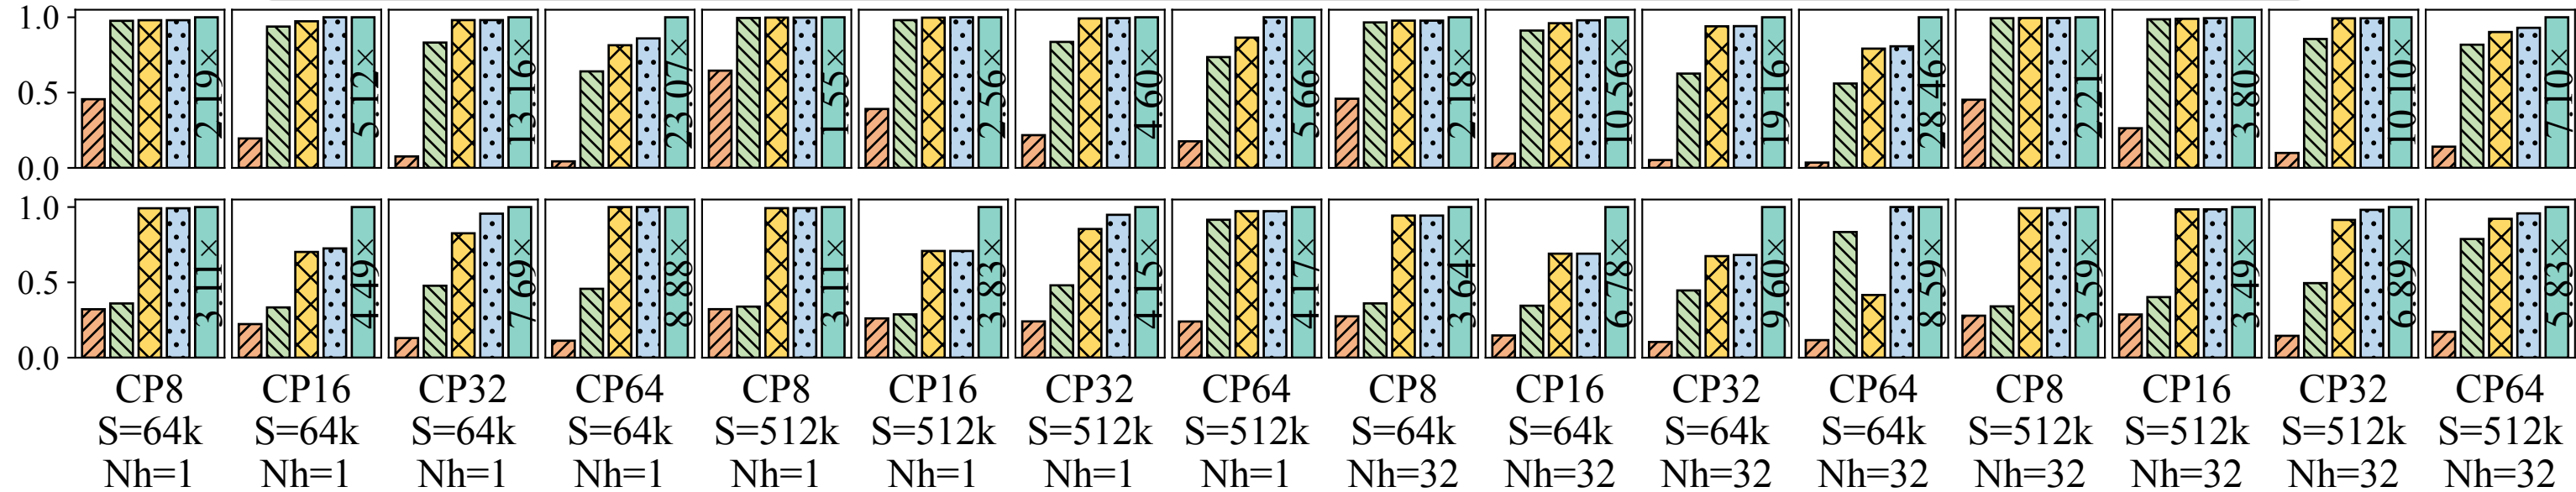 1.0
0.5
0.0
2.19× 5.12× 13.16× 23.07× 1.55× 2.56× 4.60× 5.66× 2.18× 10.56× 19.16× 28.46× 2.21× 3.80× 10.10× 7.10×
1.0
0.5
0.0
3.11× 4.49× 7.69× 8.88× 3.11× 3.83× 4.15× 4.17× 3.64× 6.78× 9.60× 8.59× 3.59× 3.49× 6.89× 5.83×
CP8 CP16 CP32 CP64 CP8 CP16 CP32 CP64 CP8 CP16 CP32 CP64 CP8 CP16 CP32 CP64
S=64k S=64k S=64k S=64k S=512k S=512k S=512k S=512k S=64k S=64k S=64k S=64k S=512k S=512k S=512k S=512k
Nh=1 Nh=1 Nh=1 Nh=1 Nh=1 Nh=1 Nh=1 Nh=1 Nh=32 Nh=32 Nh=32 Nh=32 Nh=32 Nh=32 Nh=32 Nh=32